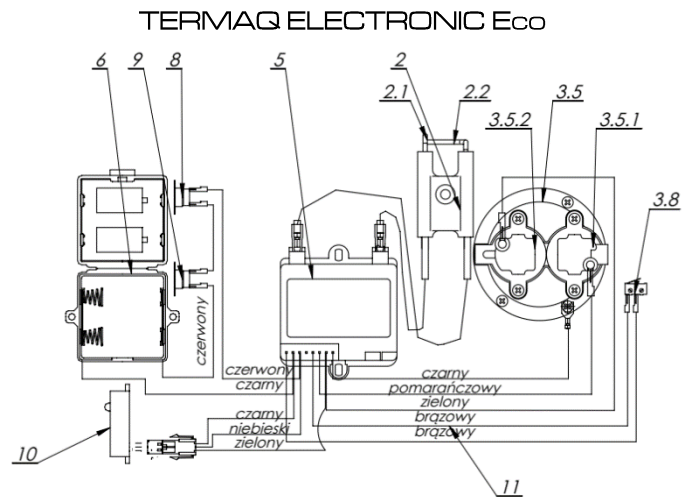 TERMAQ ELECTRONIC ECO
6 9 8 5 2 3.5
2.1 2.2
3.5.2 3.5.1
3.8
czerwony
czerwony czarny
czarny pomarańczowy
czarny zielony
niebieski brązowy
zielony brązowy
10 11